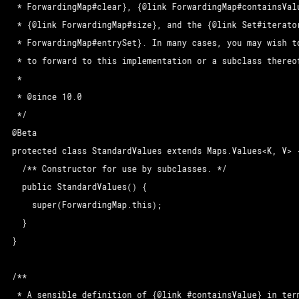 * ForwardingMap#clear}, {@link ForwardingMap#containsValu
* {@link ForwardingMap#size}, and the {@link Set#iterator
* ForwardingMap#entrySet}. In many cases, you may wish to
* to forward to this implementation or a subclass thereof
*
* @since 10.0
*/
@Beta
protected class StandardValues extends Maps.Values<K, V>
/** Constructor for use by subclasses. */
public StandardValues() {
super(ForwardingMap.this);
}
}
/**
* A sensible definition of {@link #containsValue} in term